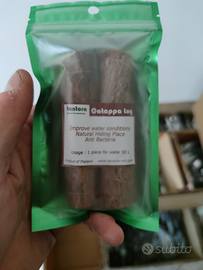 Catappa Log
Improve water conditions
Natural Hiding Place
Anti Bacteria
Usage : 1 piece for water 50 L
Product of Thailand
subito